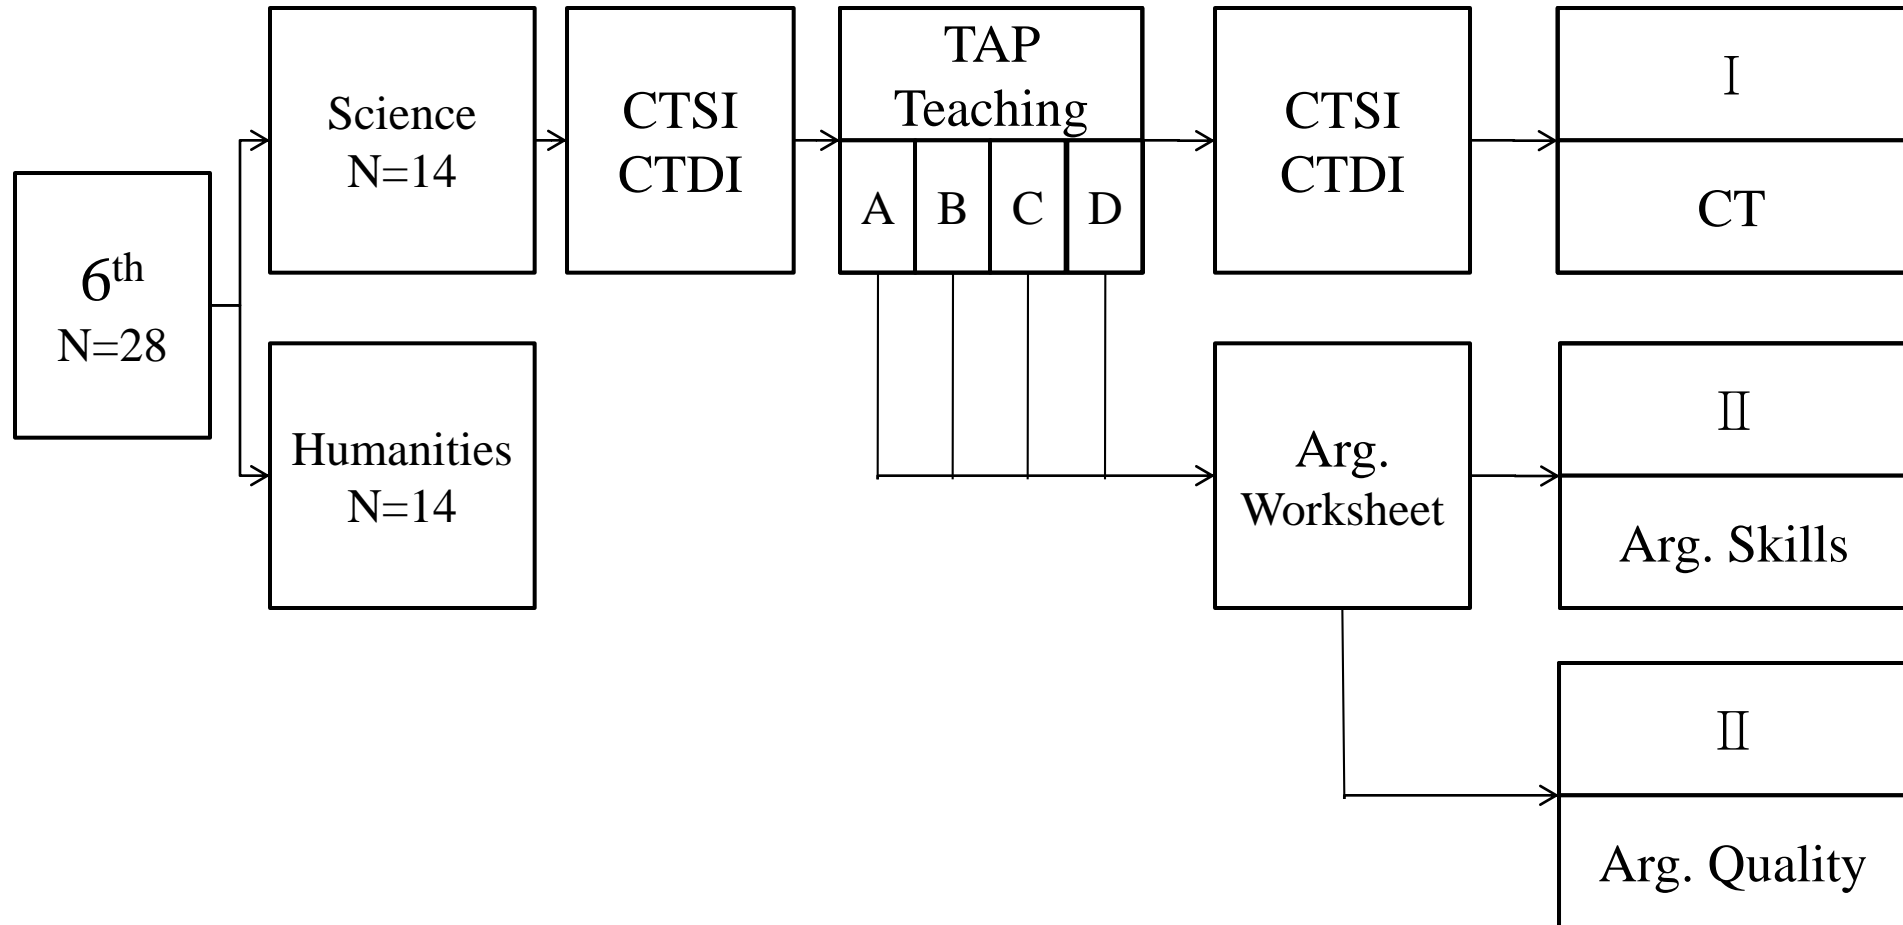 6th
N=28
Science
N=14
Humanities
N=14
CTSI
CTDI
TAP
Teaching
A
B
C
D
CTSI
CTDI
Ⅰ
CT
Arg.
Worksheet
Ⅱ
Arg. Skills
Ⅱ
Arg. Quality